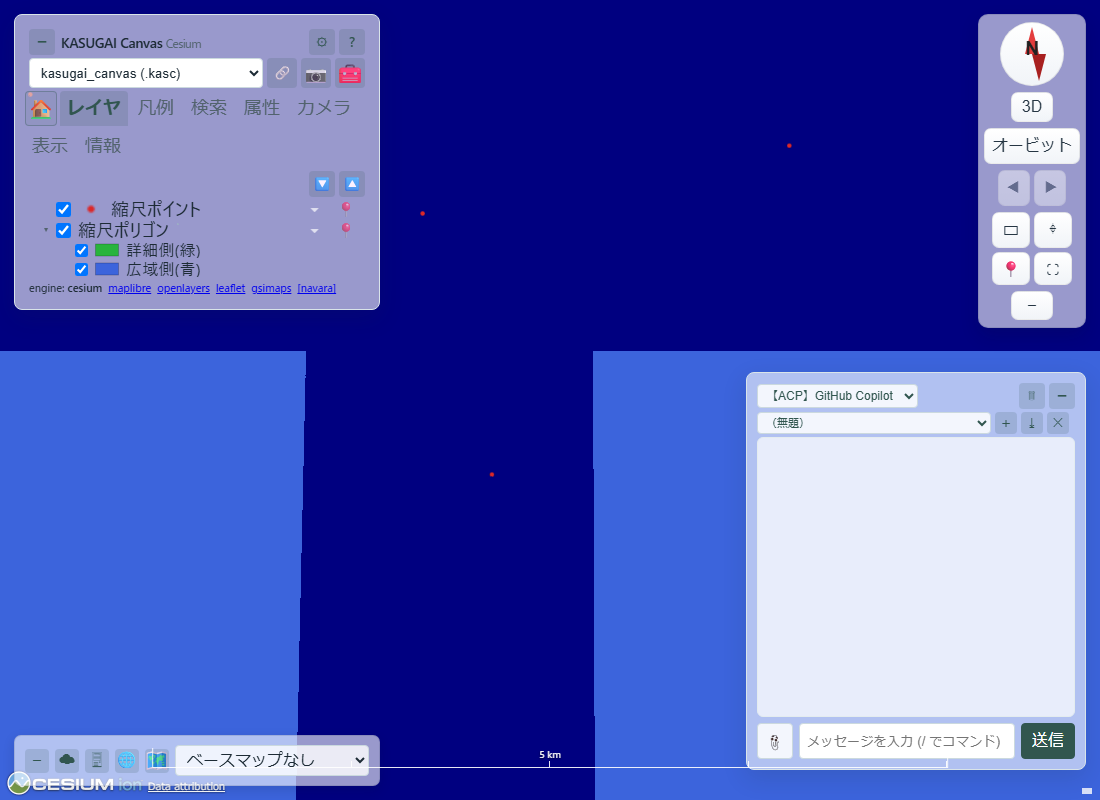 − KASUGAI Canvas Cesium ⚙ ?
kasugai_canvas (.kasc)
レイヤ 凡例 検索 属性 カメラ
表示 情報
縮尺ポイント
縮尺ポリゴン
詳細側(緑)
広域側(青)
engine: cesium maplibre openlayers leaflet gsimaps [navara]
N
3D
オービット
◀ ▶
−
【ACP】GitHub Copilot
（無題）
メッセージを入力 (/ でコマンド) 送信
ベースマップなし
5 km
CESIUM ion Data attribution